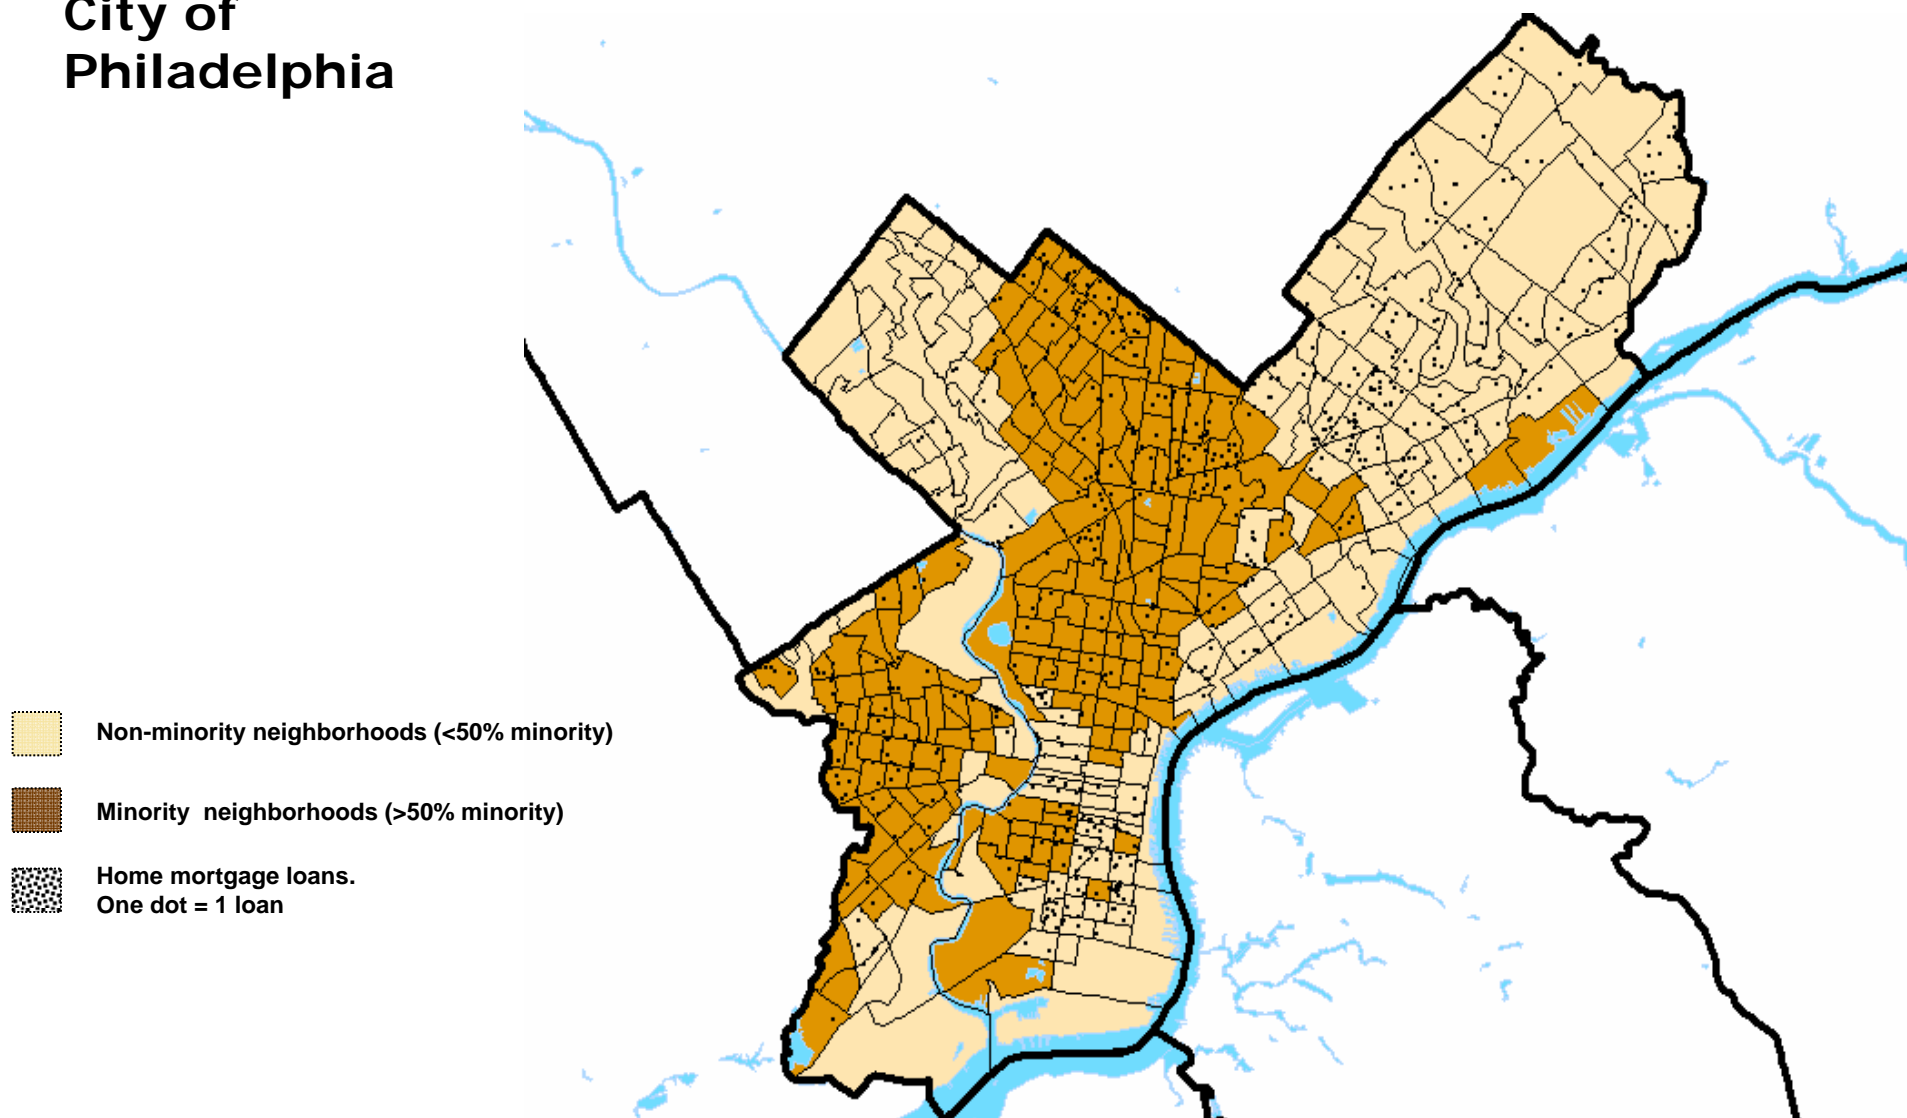 City of
Philadelphia
Non-minority neighborhoods (<50% minority)
Minority  neighborhoods (>50% minority)
Home mortgage loans.
One dot = 1 loan